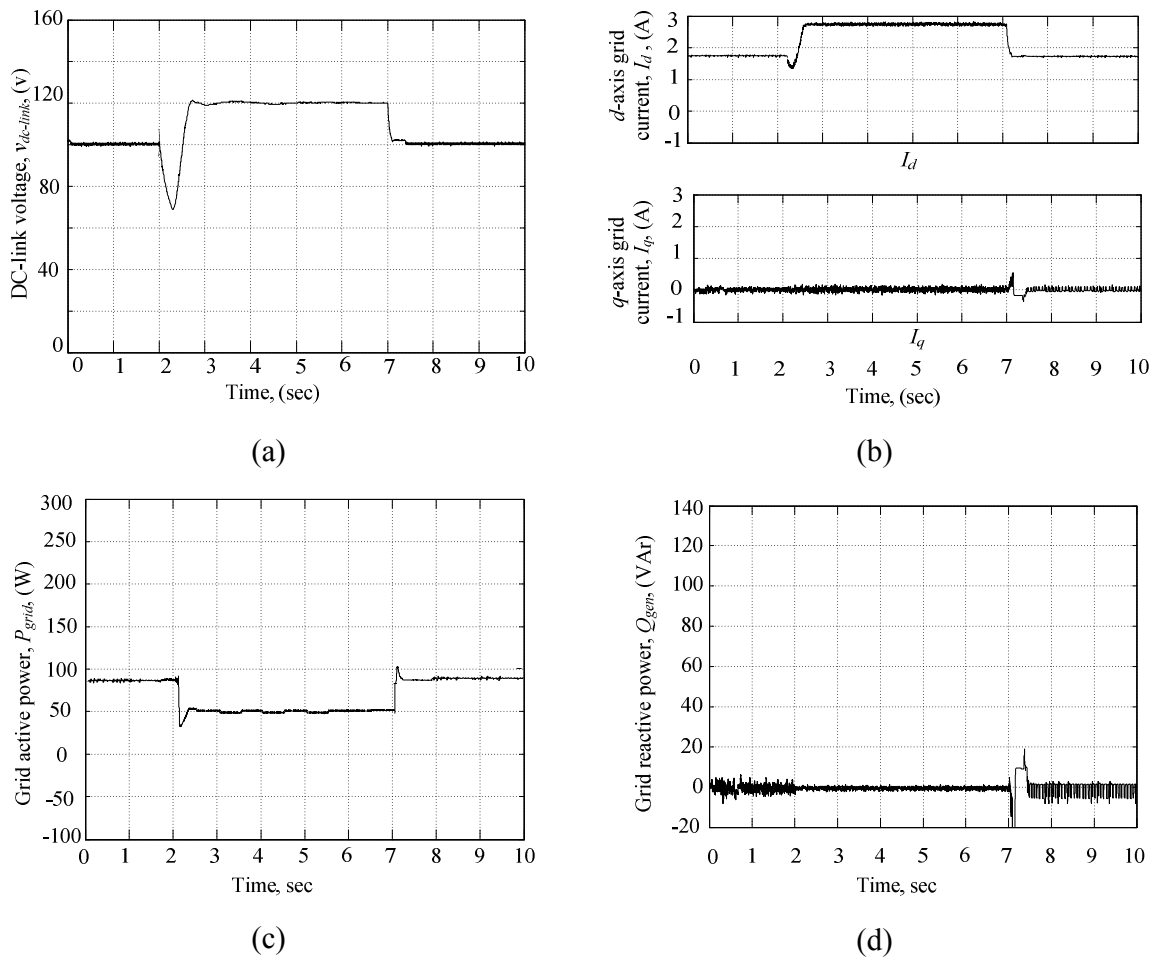 DC-link voltage, v_dc-link, (v)
160
120
80
40
0
0 1 2 3 4 5 6 7 8 9 10
Time, (sec)
(a)
d-axis grid
current, I_d , (A)
3
2
1
0
-1
I_d
q-axis grid
current, I_q, (A)
3
2
1
0
-1
I_q
0 1 2 3 4 5 6 7 8 9 10
Time, (sec)
(b)
Grid active power, P_grid, (W)
300
250
200
150
100
50
0
-50
-100
0 1 2 3 4 5 6 7 8 9 10
Time, sec
(c)
Grid reactive power, Q_gen, (VAr)
140
120
100
80
60
40
20
0
-20
0 1 2 3 4 5 6 7 8 9 10
Time, sec
(d)